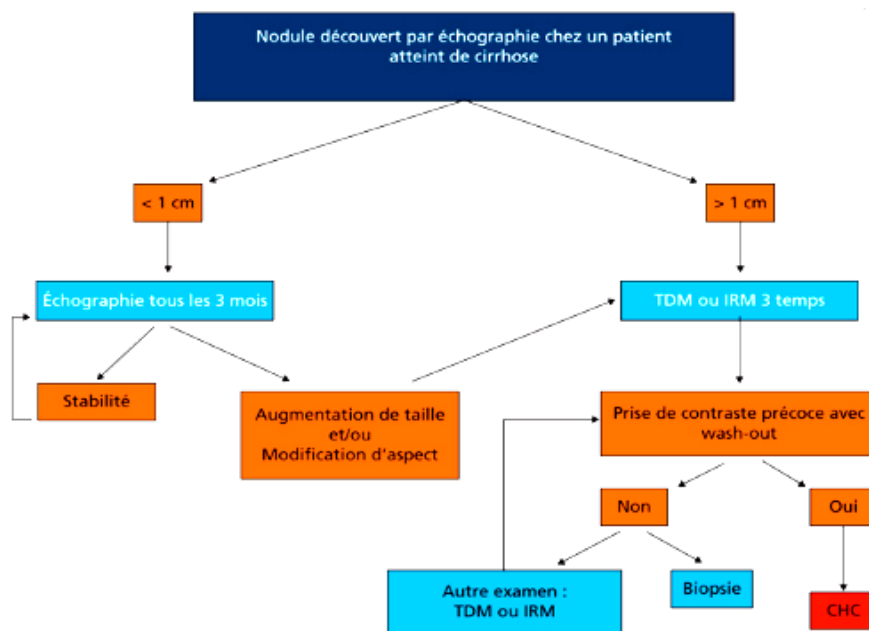 Nodule découvert par échographie chez un patient
atteint de cirrhose
< 1 cm
> 1 cm
Échographie tous les 3 mois
TDM ou IRM 3 temps
Stabilité
Augmentation de taille
et/ou
Modification d'aspect
Prise de contraste précoce avec
wash-out
Non
Oui
Autre examen :
TDM ou IRM
Biopsie
CHC